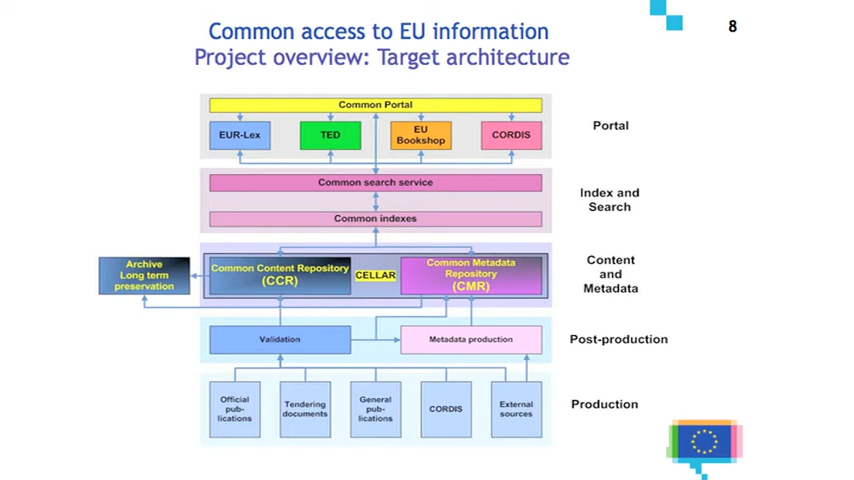 Common access to EU information
8
Project overview: Target architecture
Common Portal
EUR-Lex
TED
EU
Bookshop
CORDIS
Portal
Common search service
Common indexes
Index and
Search
Archive
Long term
preservation
Common Content Repository
(CCR)
CELLAR
Common Metadata
Repository
(CMR)
Content
and
Metadata
Validation
Metadata production
Post-production
Official
pub-
lications
Tendering
documents
General
pub-
lications
CORDIS
External
sources
Production